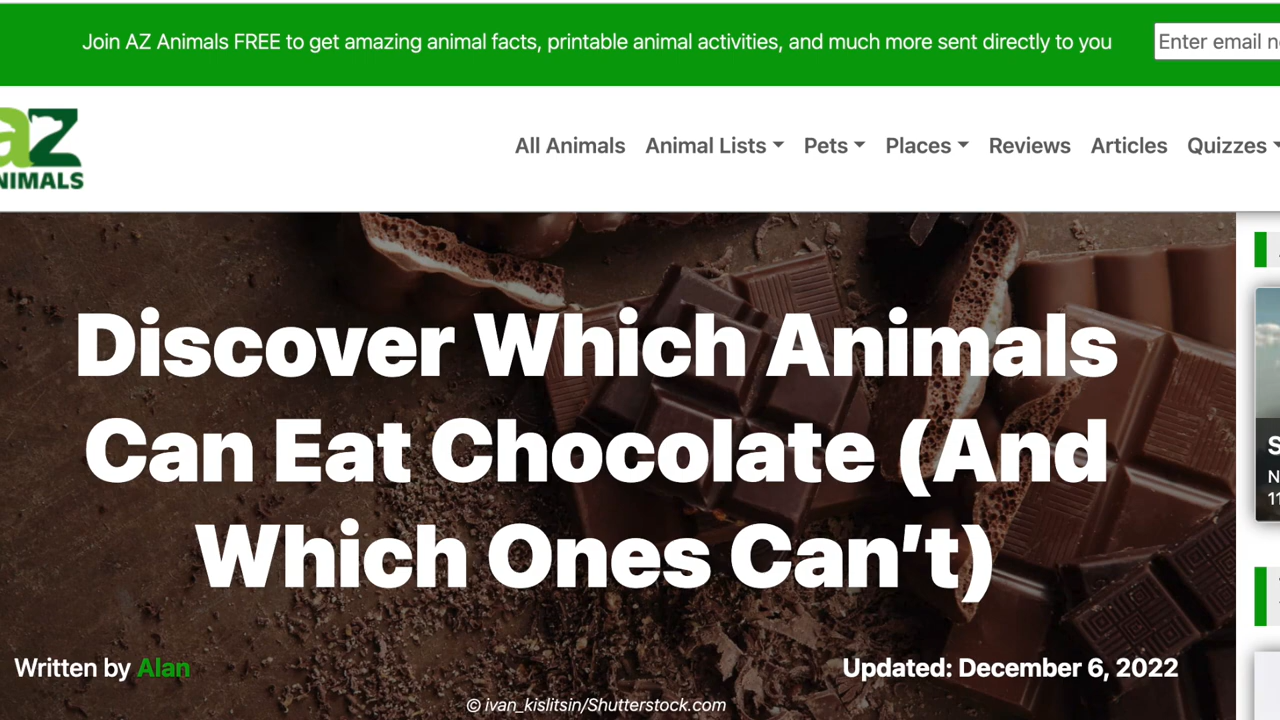 Join AZ Animals FREE to get amazing animal facts, printable animal activities, and much more sent directly to you
Enter email
az
NIMALS
All Animals Animal Lists Pets Places Reviews Articles Quizzes
Discover Which Animals
Can Eat Chocolate (And
Which Ones Can’t)
Written by Alan
Updated: December 6, 2022
© ivan_kislitsin/Shutterstock.com